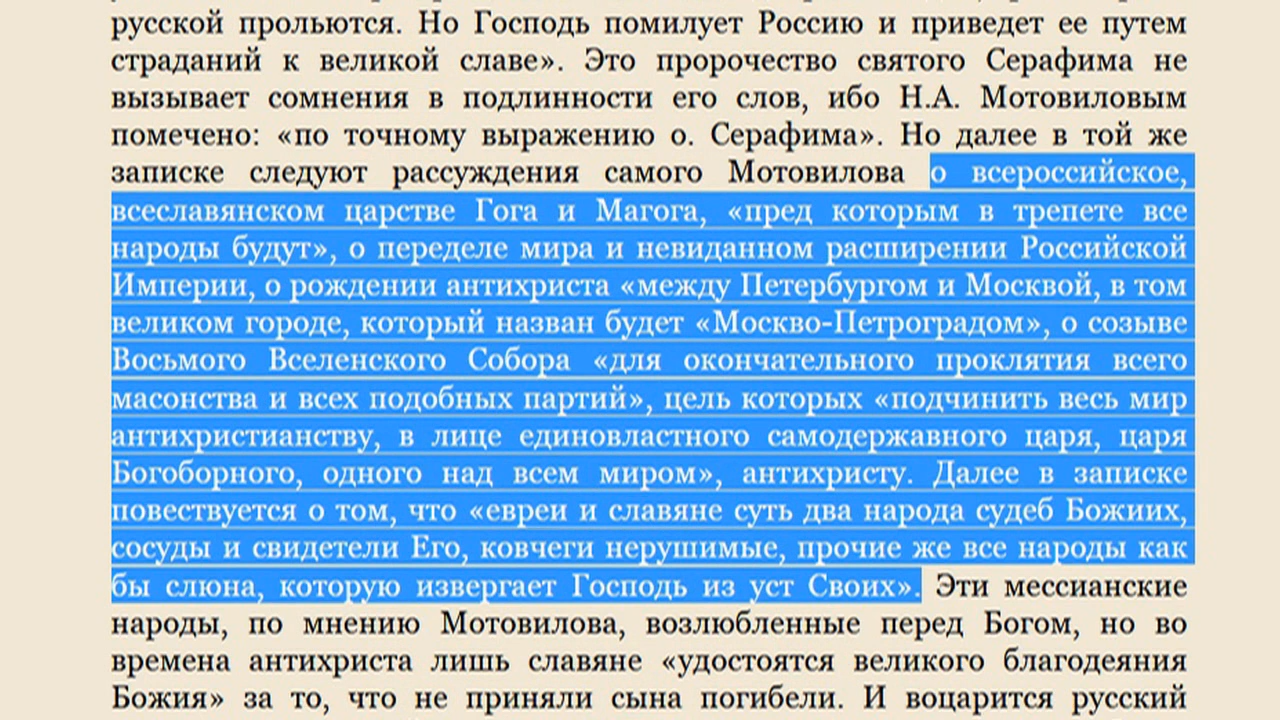 русской прольются. Но Господь помилует Россию и приведет ее путем
страданий к великой славе». Это пророчество святого Серафима не
вызывает сомнения в подлинности его слов, ибо Н.А. Мотовиловым
помечено: «по точному выражению о. Серафима». Но далее в той же
записке следуют рассуждения самого Мотовилова о всероссийское,
всеславянском царстве Гога и Магога, «пред которым в трепете все
народы будут», о переделе мира и невиданном расширении Российской
Империи, о рождении антихриста «между Петербургом и Москвой, в том
великом городе, который назван будет «Москво-Петроградом», о созыве
Восьмого Вселенского Собора «для окончательного проклятия всего
масонства и всех подобных партий», цель которых «подчинить весь мир
антихристианству, в лице единовластного самодержавного царя, царя
Богоборного, одного над всем миром», антихристу. Далее в записке
повествуется о том, что «евреи и славяне суть два народа судеб Божиих,
сосуды и свидетели Его, ковчеги нерушимые, прочие же все народы как
бы слюна, которую извергает Господь из уст Своих». Эти мессианские
народы, по мнению Мотовилова, возлюбленные перед Богом, но во
времена антихриста лишь славяне «удостоятся великого благодеяния
Божия» за то, что не приняли сына погибели. И воцарится русский